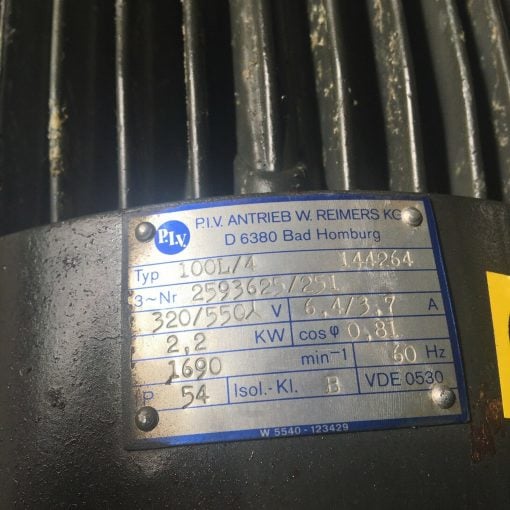 P.I.V.
P.I.V. ANTRIEB W. REIMERS KG
D 6380 Bad Homburg
Typ 100L/4 144264
3~Nr 2593625/251
320/550⅄ V 6,4/3,7 A
2,2 KW cos φ 0,81
1690 min-1 60 Hz
P 54 Isol.-Kl. B VDE 0530
W 5540-123429